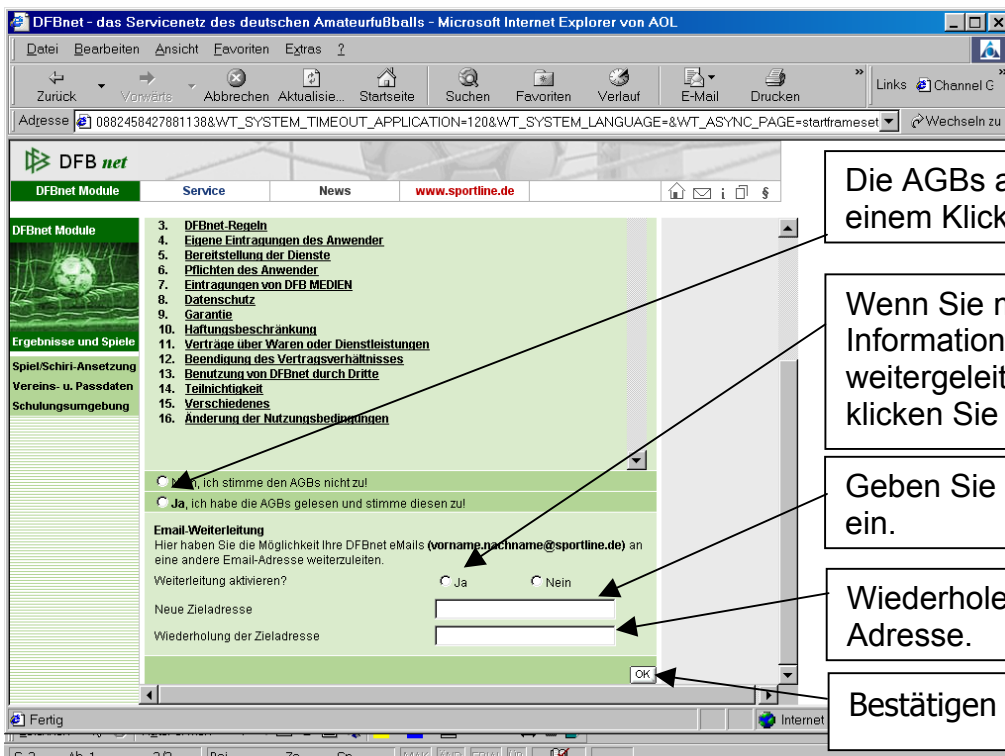 DFBnet - das Servicenetz des deutschen Amateurfußballs - Microsoft Internet Explorer von AOL
Datei Bearbeiten Ansicht Favoriten Extras ?
Zurück Vorwärts Abbrechen Aktualisie... Startseite Suchen Favoriten Verlauf E-Mail Drucken » Links Channel G »
Adresse 0882458427881138&WT_SYSTEM_TIMEOUT_APPLICATION=120&WT_SYSTEM_LANGUAGE=&WT_ASYNC_PAGE=startframeset Wechseln zu
DFB net
DFBnet Module Service News www.sportline.de i §
DFBnet Module
Ergebnisse und Spiele
Spiel/Schiri-Ansetzung
Vereins- u. Passdaten
Schulungsumgebung
3. DFBnet-Regeln
4. Eigene Eintragungen des Anwender
5. Bereitstellung der Dienste
6. Pflichten des Anwender
7. Eintragungen von DFB MEDIEN
8. Datenschutz
9. Garantie
10. Haftungsbeschränkung
11. Verträge über Waren oder Dienstleistungen
12. Beendigung des Vertragsverhältnisses
13. Benutzung von DFBnet durch Dritte
14. Teilnichtigkeit
15. Verschiedenes
16. Änderung der Nutzungsbedingungen
Nein, ich stimme den AGBs nicht zu!
Ja, ich habe die AGBs gelesen und stimme diesen zu!
Email-Weiterleitung
Hier haben Sie die Möglichkeit Ihre DFBnet eMails (vorname.nachname@sportline.de) an
eine andere Email-Adresse weiterzuleiten.
Weiterleitung aktivieren? Ja Nein
Neue Zieladresse
Wiederholung der Zieladresse
OK
Die AGBs a
einem Klick
Wenn Sie
Information
weitergeleit
klicken Sie
Geben Sie
ein.
Wiederhole
Adresse.
Bestätigen
Fertig Internet